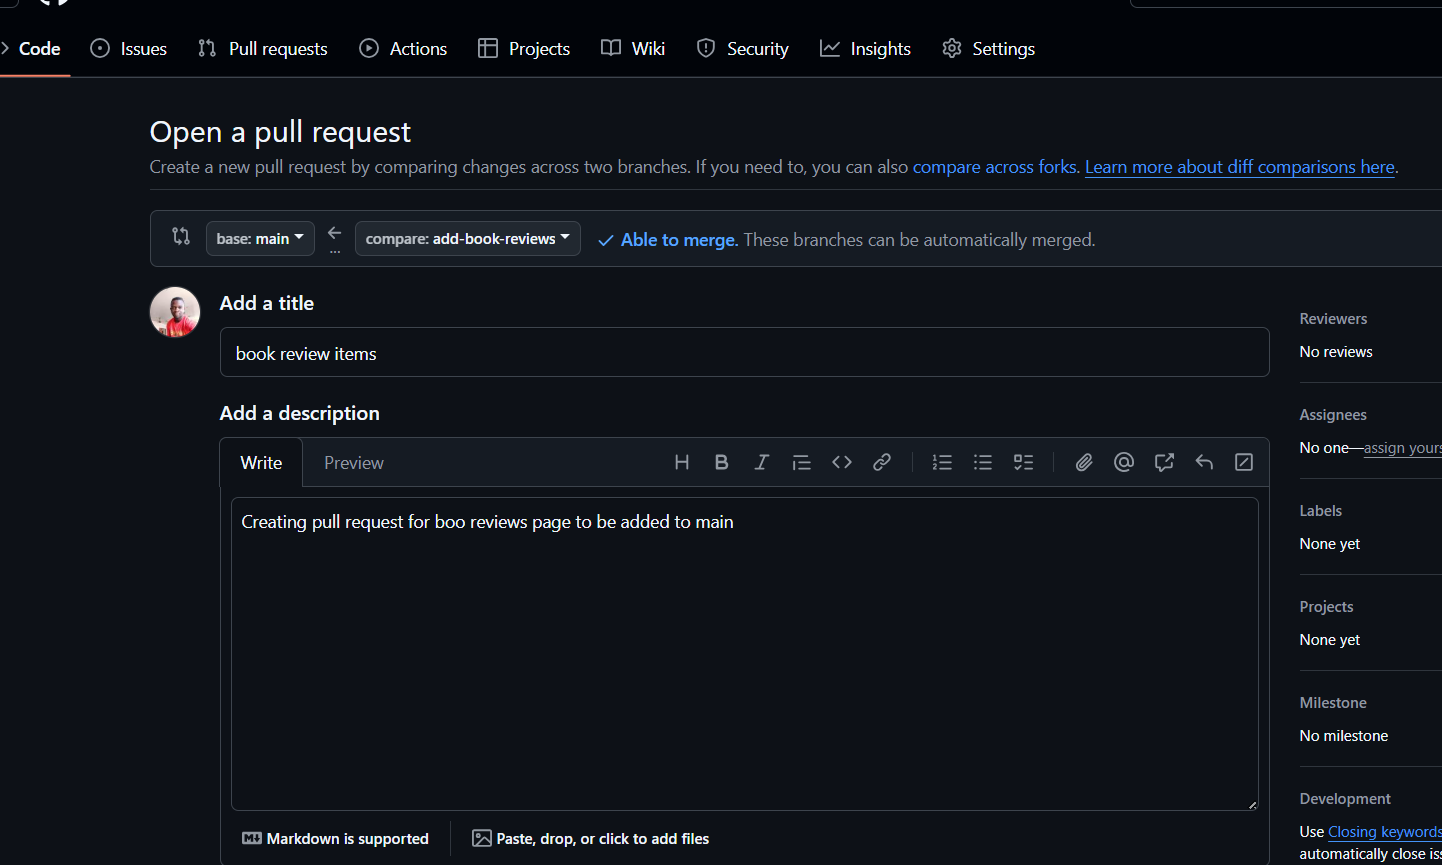 Code Issues Pull requests Actions Projects Wiki Security Insights Settings
Open a pull request
Create a new pull request by comparing changes across two branches. If you need to, you can also compare across forks. Learn more about diff comparisons here.
base: main compare: add-book-reviews Able to merge. These branches can be automatically merged.
Add a title
book review items
Add a description
Write Preview
Creating pull request for boo reviews page to be added to main
Markdown is supported Paste, drop, or click to add files
Reviewers
No reviews
Assignees
No one—assign yours
Labels
None yet
Projects
None yet
Milestone
No milestone
Development
Use Closing keywords
automatically close iss